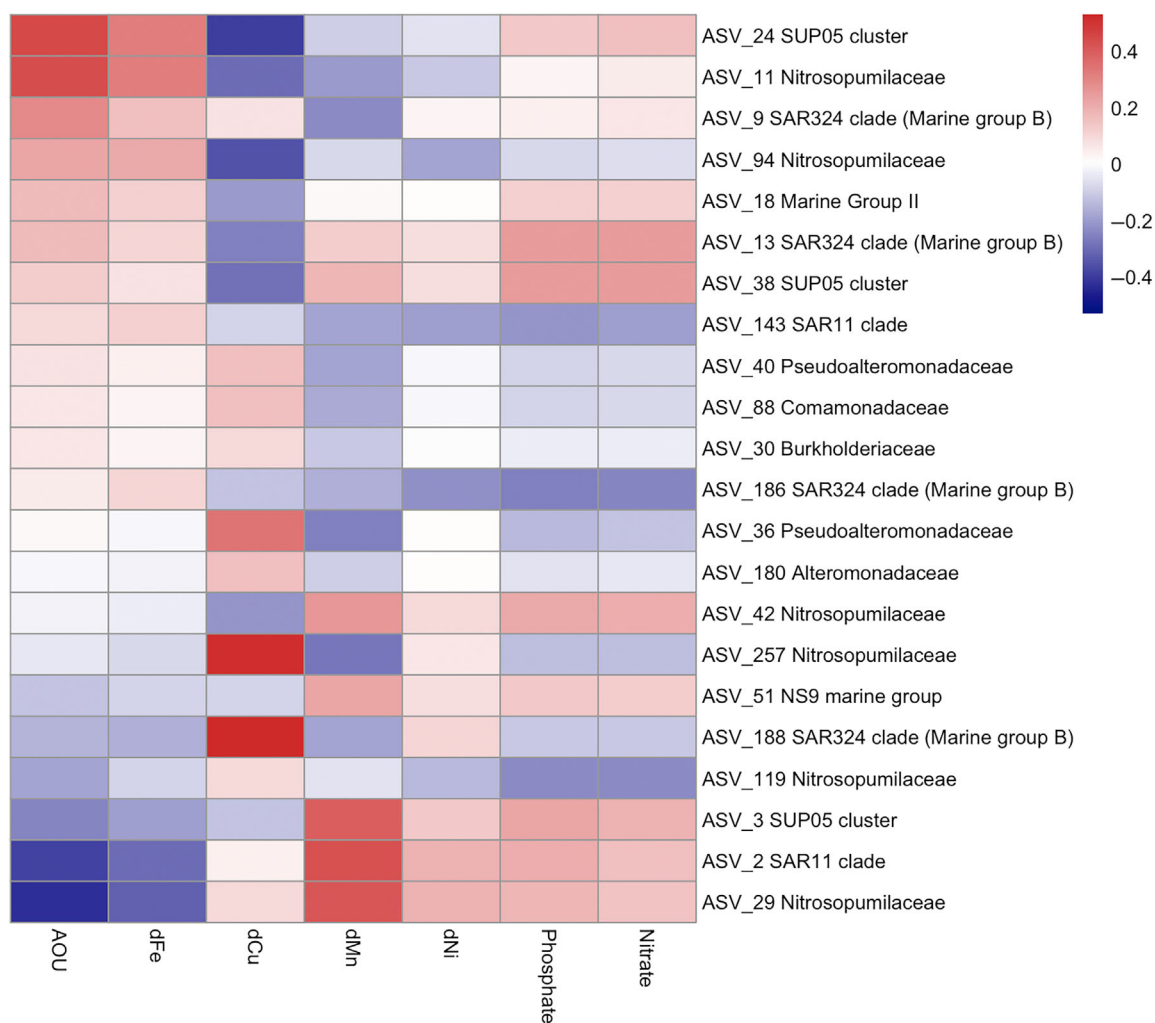 ASV_24 SUP05 cluster
ASV_11 Nitrosopumilaceae
ASV_9 SAR324 clade (Marine group B)
ASV_94 Nitrosopumilaceae
ASV_18 Marine Group II
ASV_13 SAR324 clade (Marine group B)
ASV_38 SUP05 cluster
ASV_143 SAR11 clade
ASV_40 Pseudoalteromonadaceae
ASV_88 Comamonadaceae
ASV_30 Burkholderiaceae
ASV_186 SAR324 clade (Marine group B)
ASV_36 Pseudoalteromonadaceae
ASV_180 Alteromonadaceae
ASV_42 Nitrosopumilaceae
ASV_257 Nitrosopumilaceae
ASV_51 NS9 marine group
ASV_188 SAR324 clade (Marine group B)
ASV_119 Nitrosopumilaceae
ASV_3 SUP05 cluster
ASV_2 SAR11 clade
ASV_29 Nitrosopumilaceae
AOU
dFe
dCu
dMn
dNi
Phosphate
Nitrate
0.4
0.2
0
–0.2
–0.4